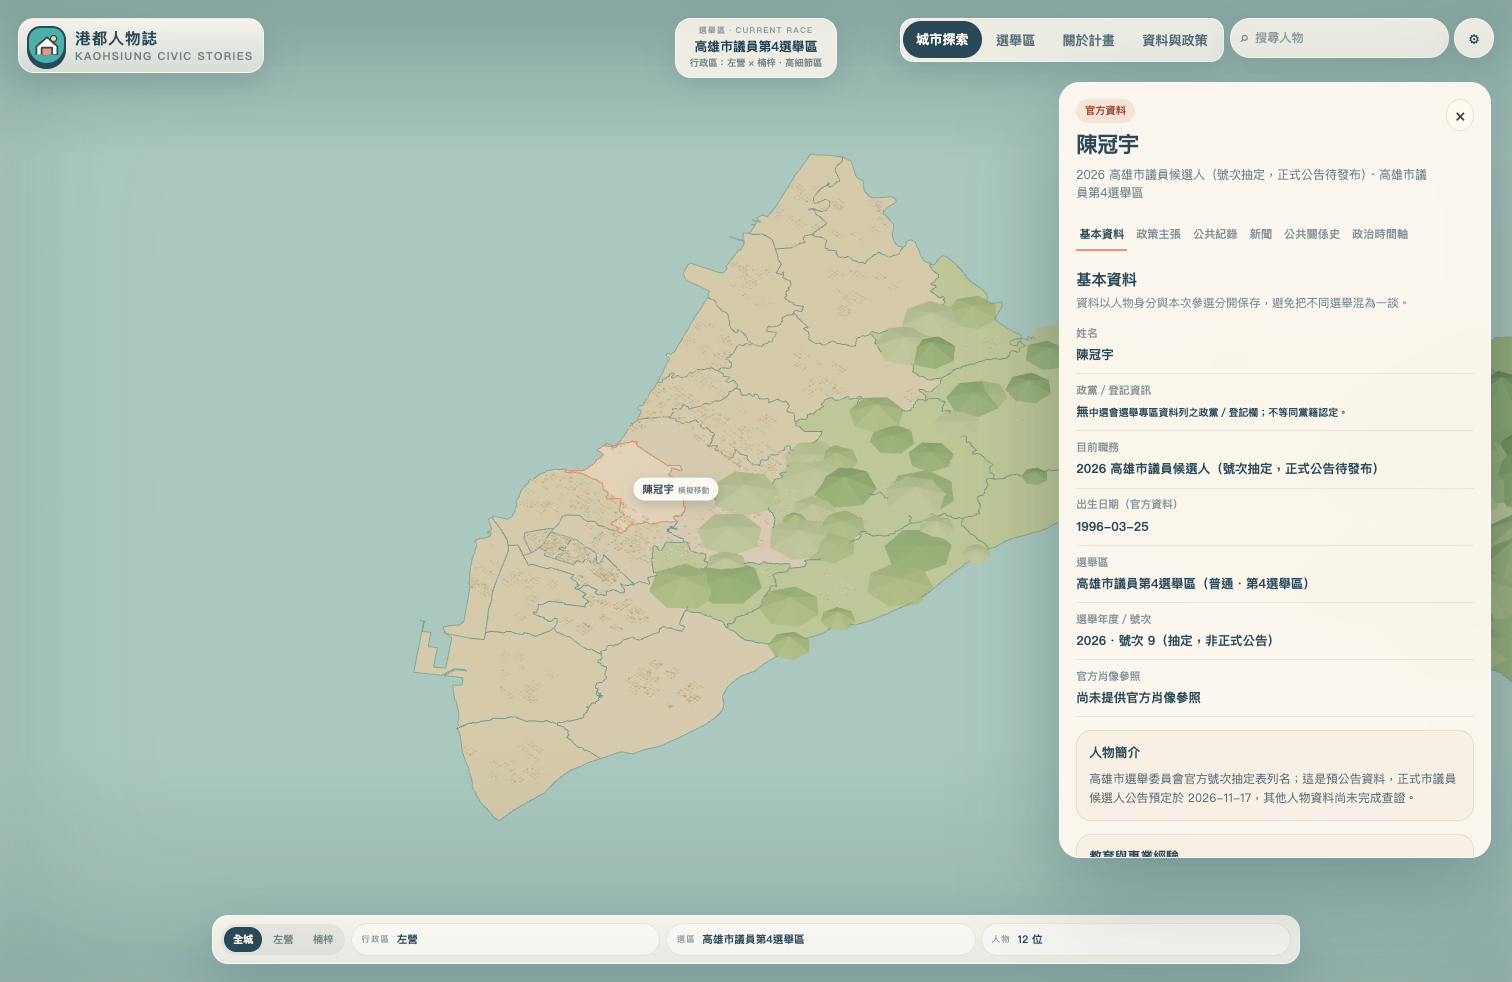 港都人物誌
KAOHSIUNG CIVIC STORIES
選舉區 · CURRENT RACE
高雄市議員第4選舉區
行政區：左營 × 楠梓 · 高細節區
城市探索
選舉區
關於計畫
資料與政策
搜尋人物
官方資料
×
陳冠宇
2026 高雄市議員候選人（號次抽定，正式公告待發布）· 高雄市議
員第4選舉區
基本資料
政策主張
公共紀錄
新聞
公共關係史
政治時間軸
基本資料
資料以人物身分與本次參選分開保存，避免把不同選舉混為一談。
姓名
陳冠宇
政黨 / 登記資訊
無中選會選舉專區資料列之政黨 / 登記欄；不等同黨籍認定。
目前職務
2026 高雄市議員候選人（號次抽定，正式公告待發布）
出生日期（官方資料）
1996-03-25
選舉區
高雄市議員第4選舉區（普通 · 第4選舉區）
選舉年度 / 號次
2026 · 號次 9（抽定，非正式公告）
官方肖像參照
尚未提供官方肖像參照
人物簡介
高雄市選舉委員會官方號次抽定表列名；這是預公告資料，正式市議員
候選人公告預定於 2026-11-17，其他人物資料尚未完成查證。
教育與專業經驗
陳冠宇 模擬移動
全城
左營
楠梓
行政區 左營
選區 高雄市議員第4選舉區
人物 12 位